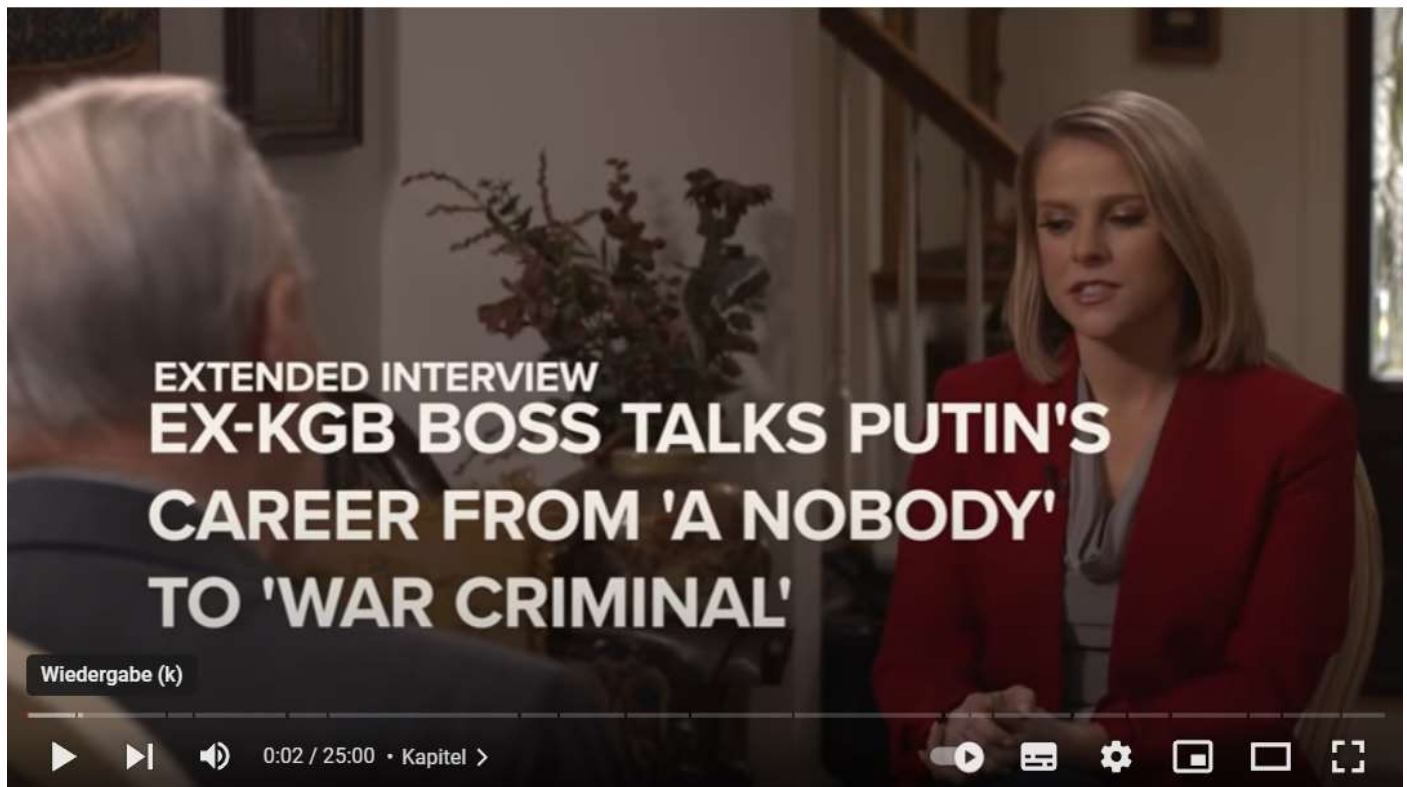 EXTENDED INTERVIEW
EX-KGB BOSS TALKS PUTIN'S
CAREER FROM 'A NOBODY'
TO 'WAR CRIMINAL'
Wiedergabe (k)
0:02 / 25:00 • Kapitel >